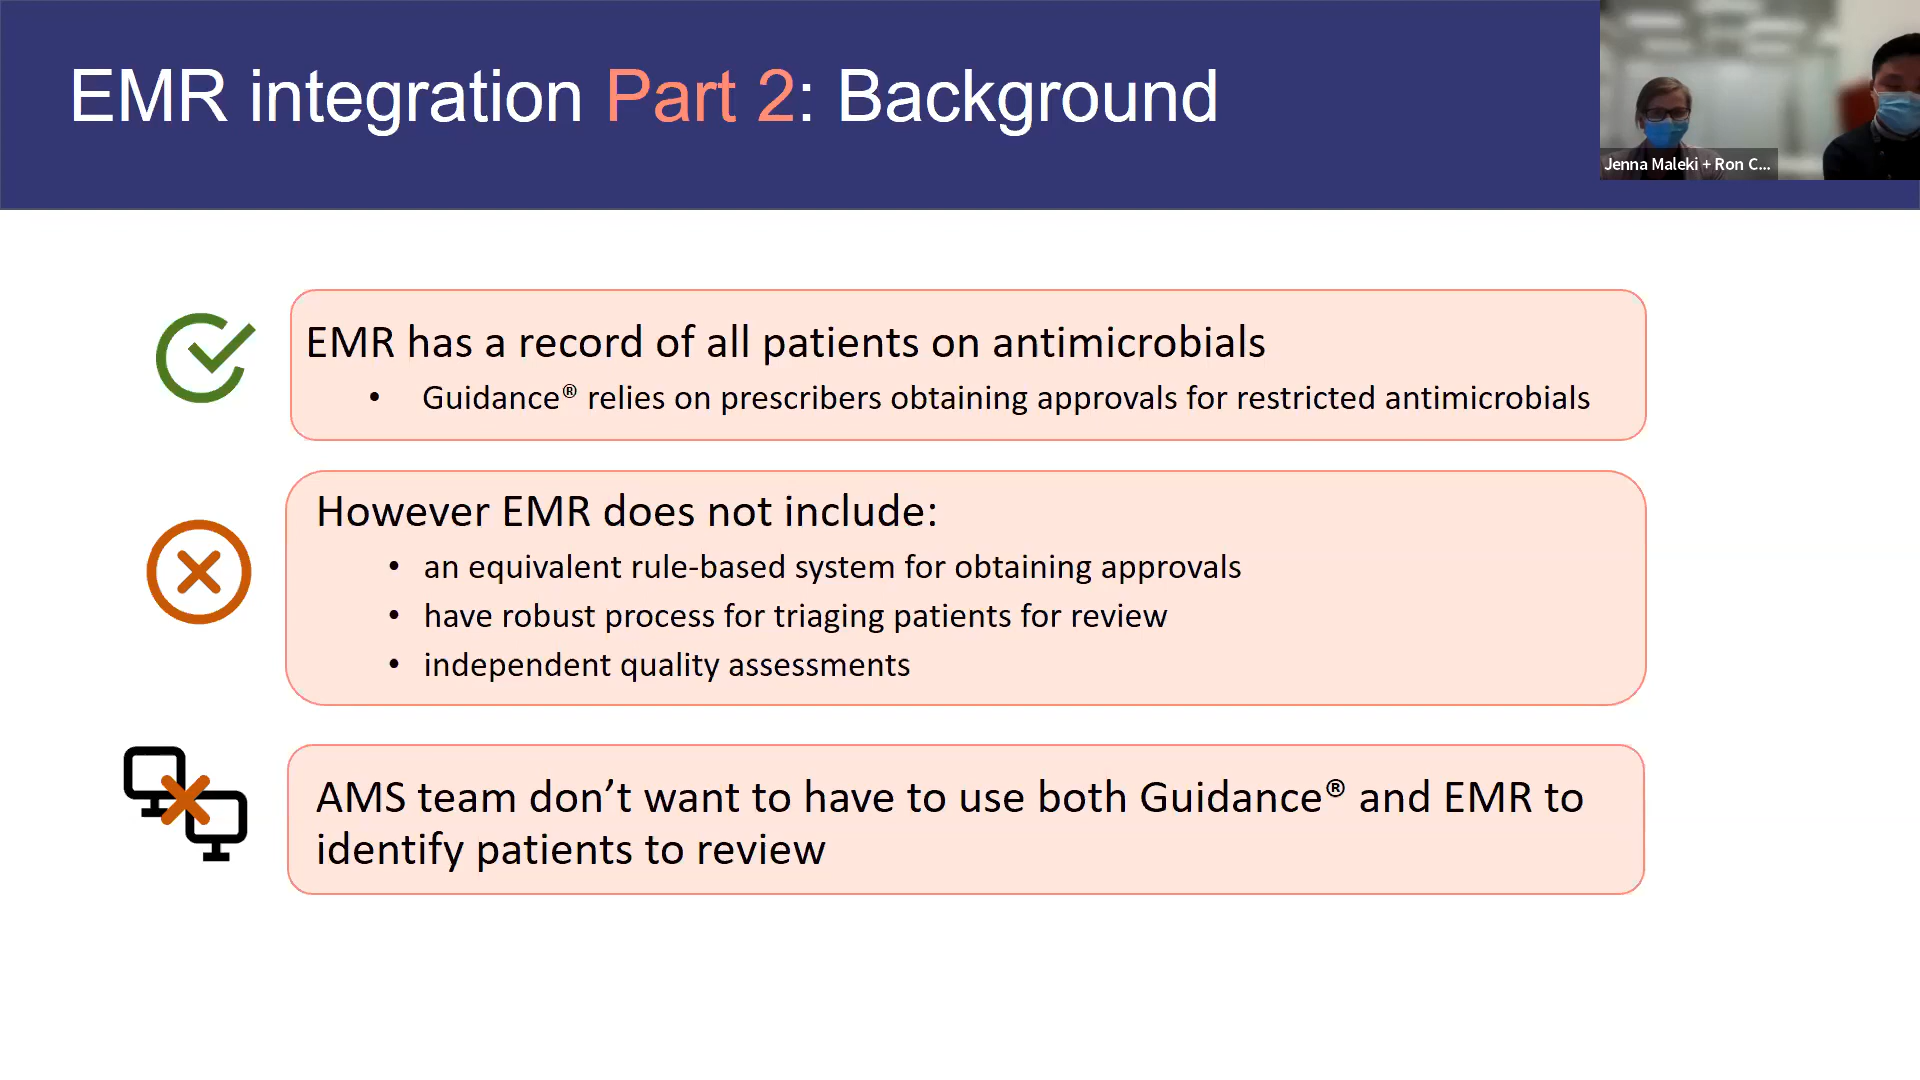 EMR integration Part 2: Background
Jenna Maleki + Ron C...
EMR has a record of all patients on antimicrobials
• Guidance® relies on prescribers obtaining approvals for restricted antimicrobials
However EMR does not include:
• an equivalent rule-based system for obtaining approvals
• have robust process for triaging patients for review
• independent quality assessments
AMS team don’t want to have to use both Guidance® and EMR to
identify patients to review